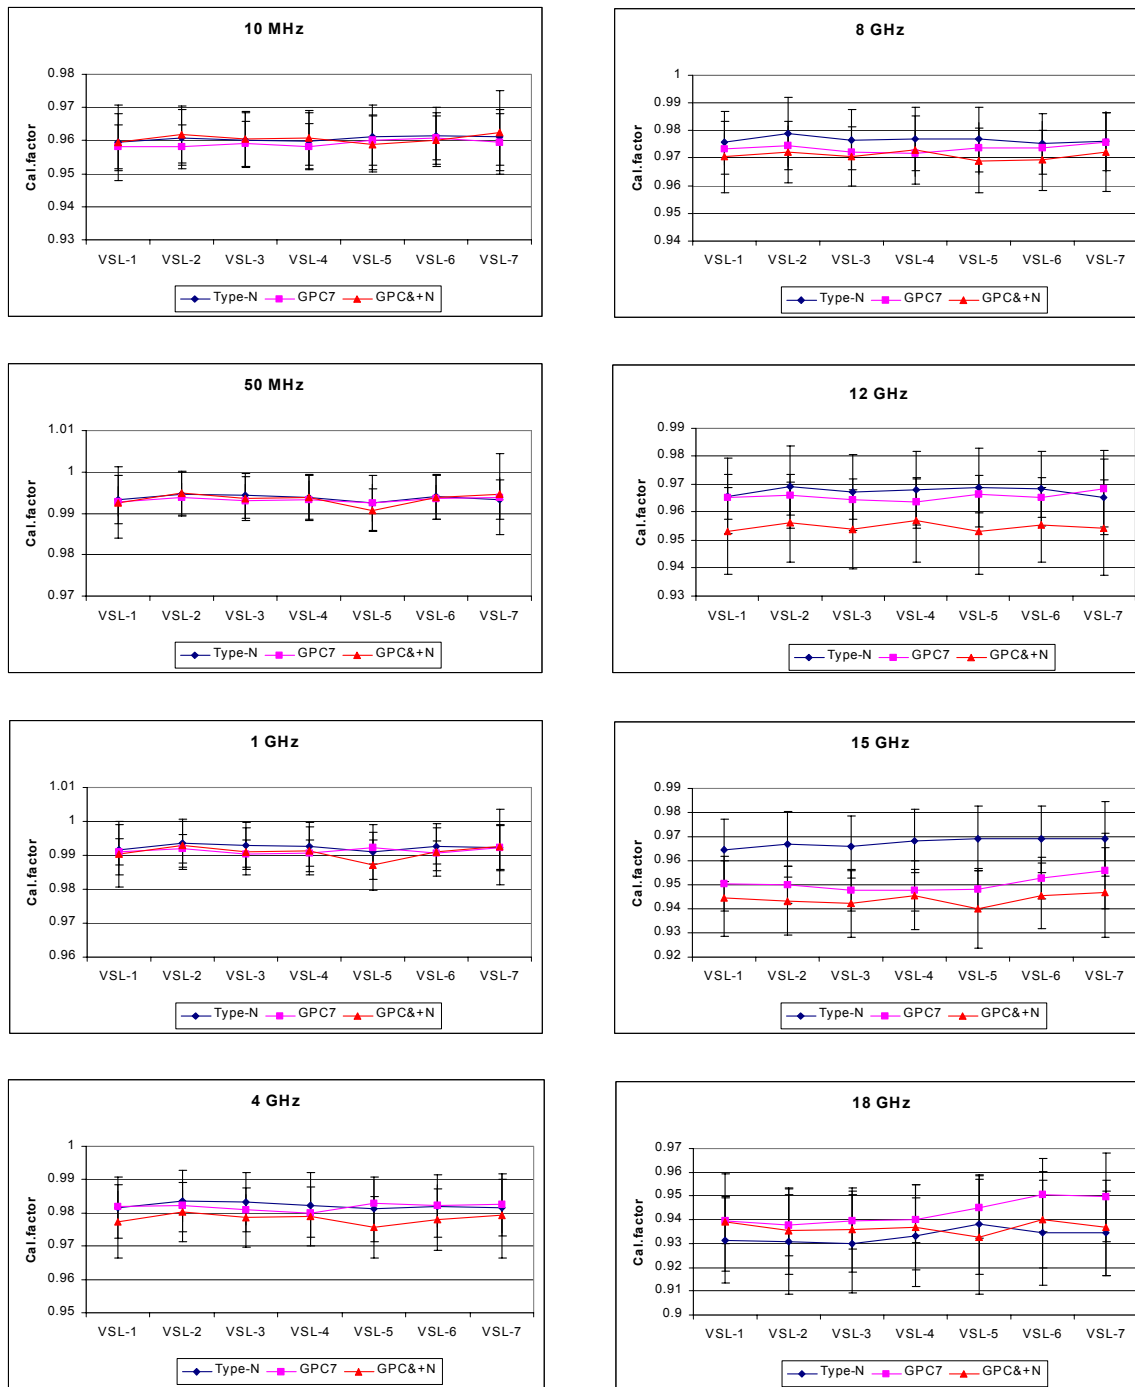 10 MHz
Cal.factor
0.98
0.97
0.96
0.95
0.94
0.93
VSL-1 VSL-2 VSL-3 VSL-4 VSL-5 VSL-6 VSL-7
Type-N GPC7 GPC&+N
8 GHz
Cal.factor
1
0.99
0.98
0.97
0.96
0.95
0.94
VSL-1 VSL-2 VSL-3 VSL-4 VSL-5 VSL-6 VSL-7
Type-N GPC7 GPC&+N
50 MHz
Cal.factor
1.01
1
0.99
0.98
0.97
VSL-1 VSL-2 VSL-3 VSL-4 VSL-5 VSL-6 VSL-7
Type-N GPC7 GPC&+N
12 GHz
Cal.factor
0.99
0.98
0.97
0.96
0.95
0.94
0.93
VSL-1 VSL-2 VSL-3 VSL-4 VSL-5 VSL-6 VSL-7
Type-N GPC7 GPC&+N
1 GHz
Cal.factor
1.01
1
0.99
0.98
0.97
0.96
VSL-1 VSL-2 VSL-3 VSL-4 VSL-5 VSL-6 VSL-7
Type-N GPC7 GPC&+N
15 GHz
Cal.factor
0.99
0.98
0.97
0.96
0.95
0.94
0.93
0.92
VSL-1 VSL-2 VSL-3 VSL-4 VSL-5 VSL-6 VSL-7
Type-N GPC7 GPC&+N
4 GHz
Cal.factor
1
0.99
0.98
0.97
0.96
0.95
VSL-1 VSL-2 VSL-3 VSL-4 VSL-5 VSL-6 VSL-7
Type-N GPC7 GPC&+N
18 GHz
Cal.factor
0.97
0.96
0.95
0.94
0.93
0.92
0.91
0.9
VSL-1 VSL-2 VSL-3 VSL-4 VSL-5 VSL-6 VSL-7
Type-N GPC7 GPC&+N